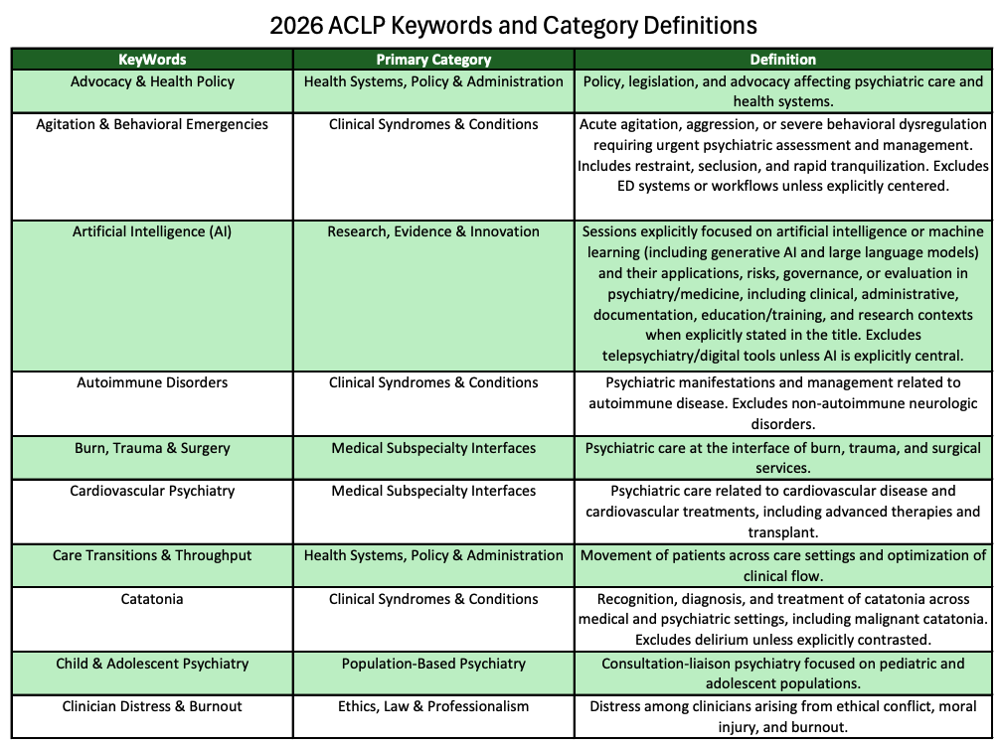 2026 ACLP Keywords and Category Definitions
KeyWords Primary Category Definition
Advocacy & Health Policy Health Systems, Policy & Administration Policy, legislation, and advocacy affecting psychiatric care and
health systems.
Agitation & Behavioral Emergencies Clinical Syndromes & Conditions Acute agitation, aggression, or severe behavioral dysregulation
requiring urgent psychiatric assessment and management.
Includes restraint, seclusion, and rapid tranquilization. Excludes
ED systems or workflows unless explicitly centered.
Artificial Intelligence (AI) Research, Evidence & Innovation Sessions explicitly focused on artificial intelligence or machine
learning (including generative AI and large language models)
and their applications, risks, governance, or evaluation in
psychiatry/medicine, including clinical, administrative,
documentation, education/training, and research contexts
when explicitly stated in the title. Excludes
telepsychiatry/digital tools unless AI is explicitly central.
Autoimmune Disorders Clinical Syndromes & Conditions Psychiatric manifestations and management related to
autoimmune disease. Excludes non-autoimmune neurologic
disorders.
Burn, Trauma & Surgery Medical Subspecialty Interfaces Psychiatric care at the interface of burn, trauma, and surgical
services.
Cardiovascular Psychiatry Medical Subspecialty Interfaces Psychiatric care related to cardiovascular disease and
cardiovascular treatments, including advanced therapies and
transplant.
Care Transitions & Throughput Health Systems, Policy & Administration Movement of patients across care settings and optimization of
clinical flow.
Catatonia Clinical Syndromes & Conditions Recognition, diagnosis, and treatment of catatonia across
medical and psychiatric settings, including malignant catatonia.
Excludes delirium unless explicitly contrasted.
Child & Adolescent Psychiatry Population-Based Psychiatry Consultation-liaison psychiatry focused on pediatric and
adolescent populations.
Clinician Distress & Burnout Ethics, Law & Professionalism Distress among clinicians arising from ethical conflict, moral
injury, and burnout.